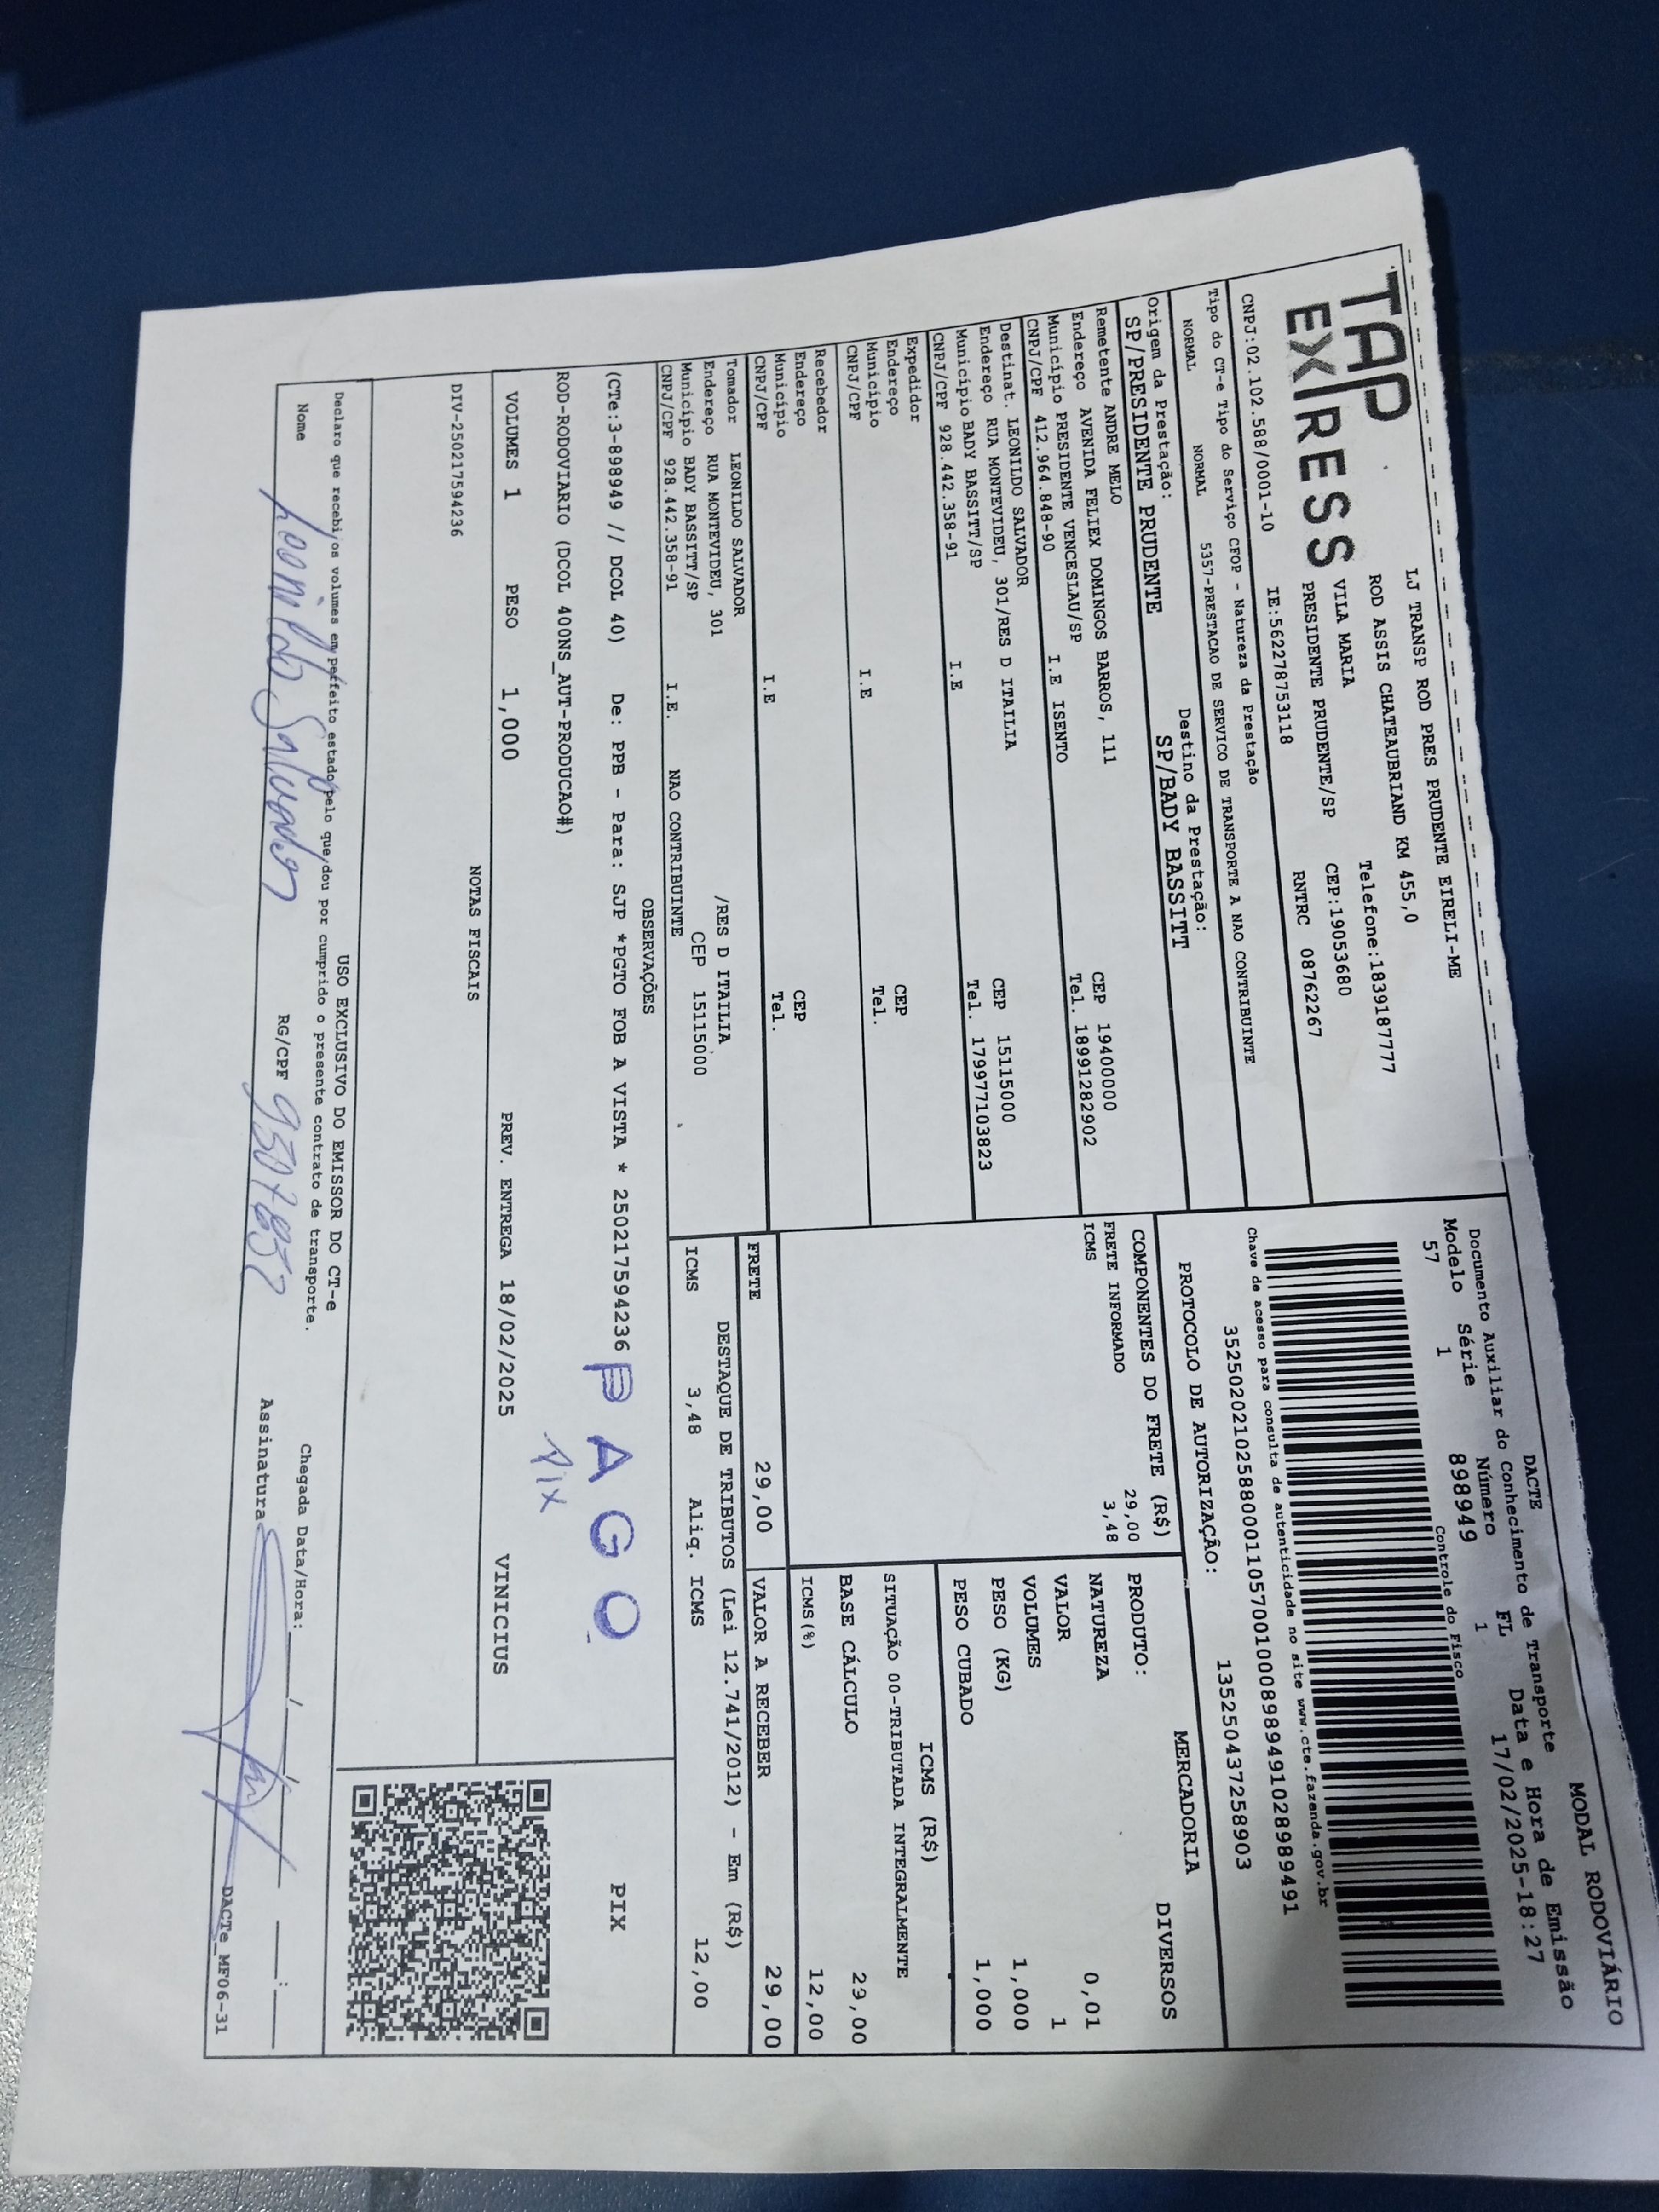 TAP
EX/RESS
LJ TRANSP ROD PRES PRUDENTE EIRELI-ME
ROD ASSIS CHATEAUBRIAND KM 455,0
VILA MARIA Telefone:1839187777
PRESIDENTE PRUDENTE/SP CEP:19053680
CNPJ:02.102.588/0001-10 IE:562278753118 RNTRC 08762267
DACTE MODAL RODOVIÁRIO
Documento Auxiliar do Conhecimento de Transporte
Modelo Série Número FL Data e Hora de Emissão
57 1 898949 1 17/02/2025-18:27
Controle do Fisco
Chave de acesso para consulta de autenticidade no site www.cte.fazenda.gov.br
35250202102588000110570010008989491028989491
PROTOCOLO DE AUTORIZAÇÃO: 135250437258903
Tipo do CT-e Tipo do Serviço CFOP - Natureza da Prestação
NORMAL NORMAL 5357-PRESTACAO DE SERVICO DE TRANSPORTE A NAO CONTRIBUINTE
Origem da Prestação: Destino da Prestação:
SP/PRESIDENTE PRUDENTE SP/BADY BASSITT
Remetente ANDRE MELO
Endereço AVENIDA FELIEX DOMINGOS BARROS, 111 CEP 19400000
Município PRESIDENTE VENCESLAU/SP Tel. 18991282902
CNPJ/CPF 412.964.848-90 I.E ISENTO
Destinat. LEONILDO SALVADOR
Endereço RUA MONTEVIDEU, 301/RES D ITAILIA CEP 15115000
Município BADY BASSITT/SP Tel. 17997103823
CNPJ/CPF 928.442.358-91 I.E
Expedidor
Endereço CEP
Município Tel.
CNPJ/CPF I.E
Recebedor
Endereço CEP
Município Tel.
CNPJ/CPF I.E
Tomador LEONILDO SALVADOR
Endereço RUA MONTEVIDEU, 301 /RES D ITAILIA
Município BADY BASSITT/SP CEP 15115000
CNPJ/CPF 928.442.358-91 I.E. NAO CONTRIBUINTE
COMPONENTES DO FRETE (R$)
FRETE INFORMADO 29,00
ICMS 3,48
MERCADORIA
PRODUTO: DIVERSOS
NATUREZA
VALOR 0,01
VOLUMES 1
PESO (KG) 1,000
PESO CUBADO 1,000
ICMS (R$)
SITUAÇÃO 00-TRIBUTADA INTEGRALMENTE
BASE CÁLCULO 29,00
ICMS(%) 12,00
FRETE 29,00 VALOR A RECEBER 29,00
DESTAQUE DE TRIBUTOS (Lei 12.741/2012) - Em (R$)
ICMS 3,48 Aliq. ICMS 12,00
OBSERVAÇÕES
(CTe:3-898949 // DCOL 40) De: PPB - Para: SJP *PGTO FOB A VISTA * 250217594236
PAGO
PIX
ROD-RODOVIARIO (DCOL 400NS_AUT-PRODUCAO#)
Pix
VOLUMES 1 PESO 1,000 PREV. ENTREGA 18/02/2025 VINICIUS
NOTAS FISCAIS
DIV-250217594236
USO EXCLUSIVO DO EMISSOR DO CT-e
Declaro que recebi os volumes em perfeito estado pelo que dou por cumprido o presente contrato de transporte.
Chegada Data/Hora:___/___/___ ___:___
Nome Leonildo Salvador RG/CPF Assinatura
DACTe_MF06-31